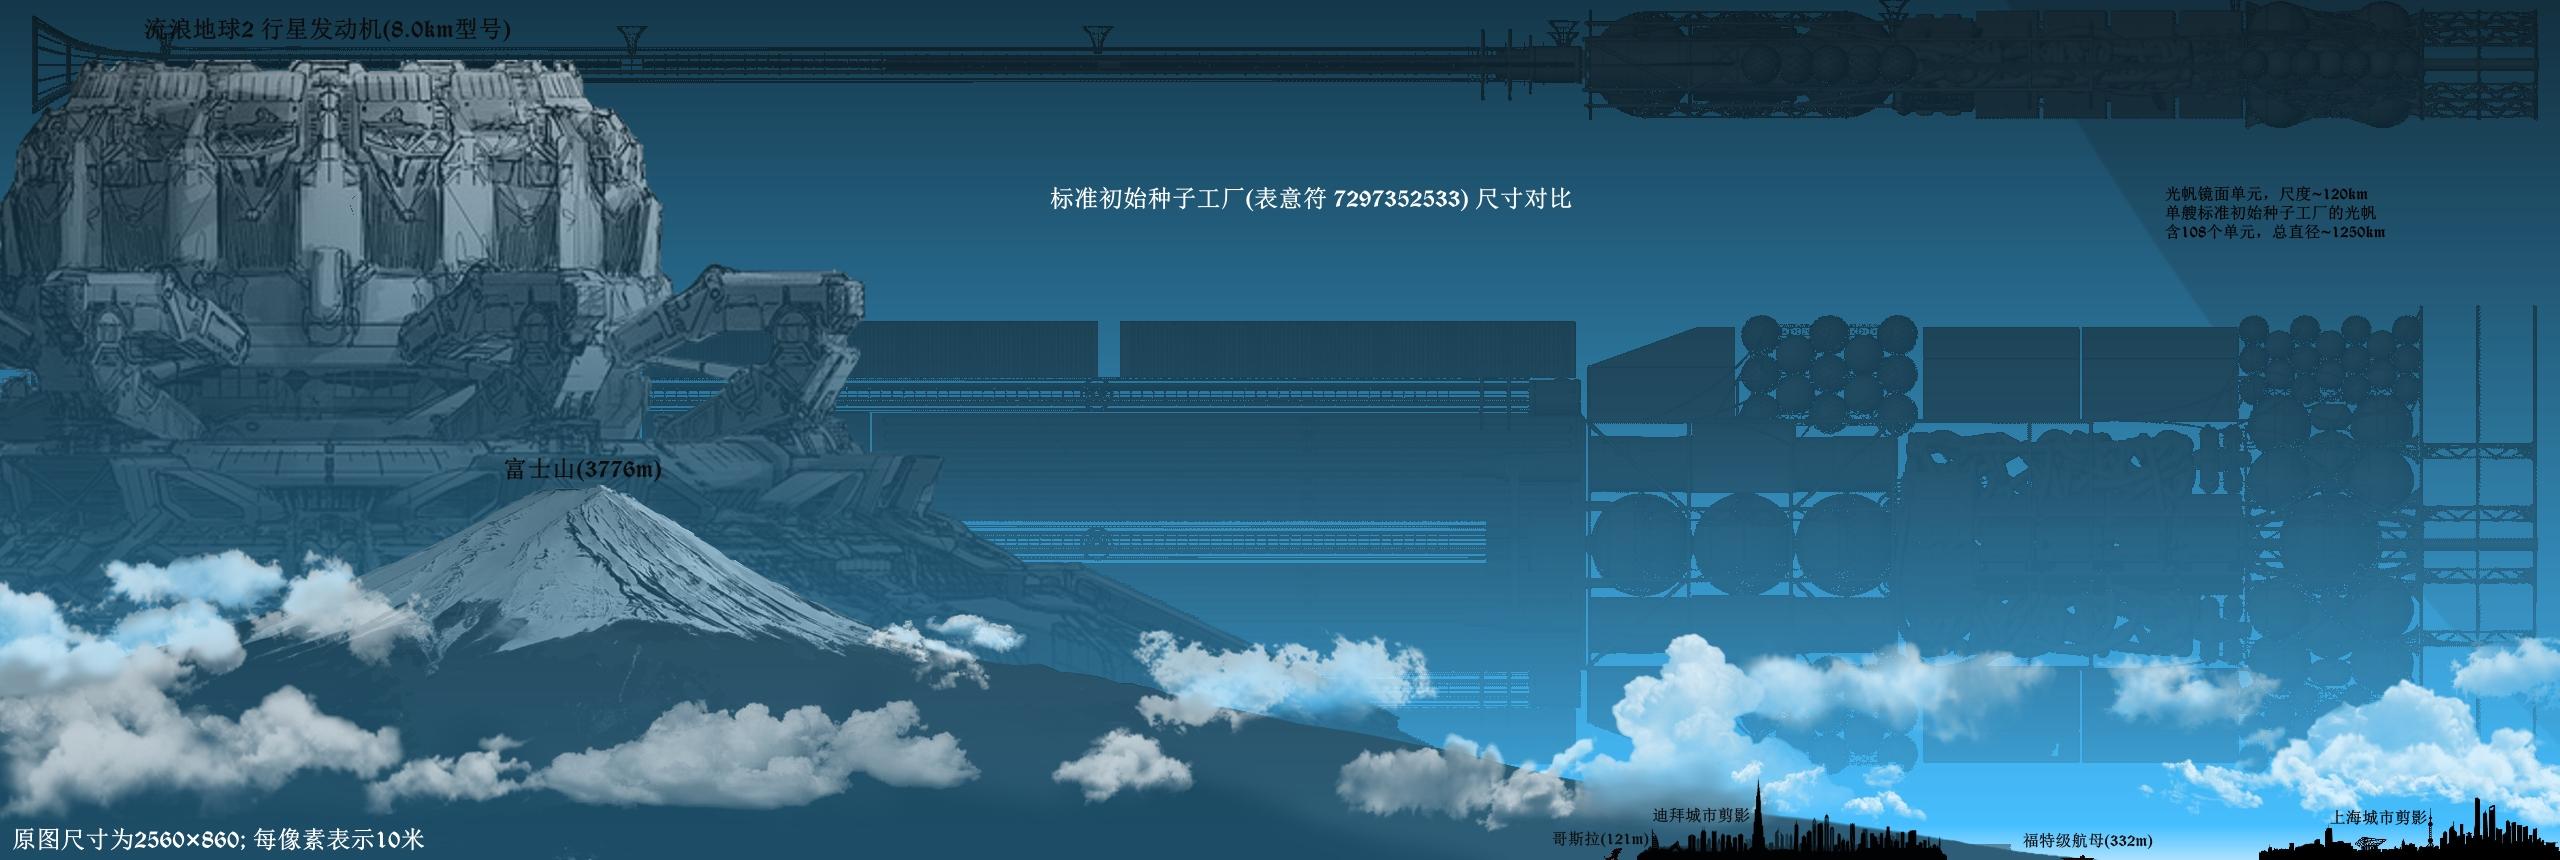 流浪地球2 行星发动机(8.0km型号)
标准初始种子工厂(表意符 7297352533) 尺寸对比
光帆镜面单元，尺度~120km
单艘标准初始种子工厂的光帆
含108个单元，总直径~1250km
富士山(3776m)
迪拜城市剪影
上海城市剪影
哥斯拉(121m)
福特级航母(332m)
原图尺寸为2560×860; 每像素表示10米